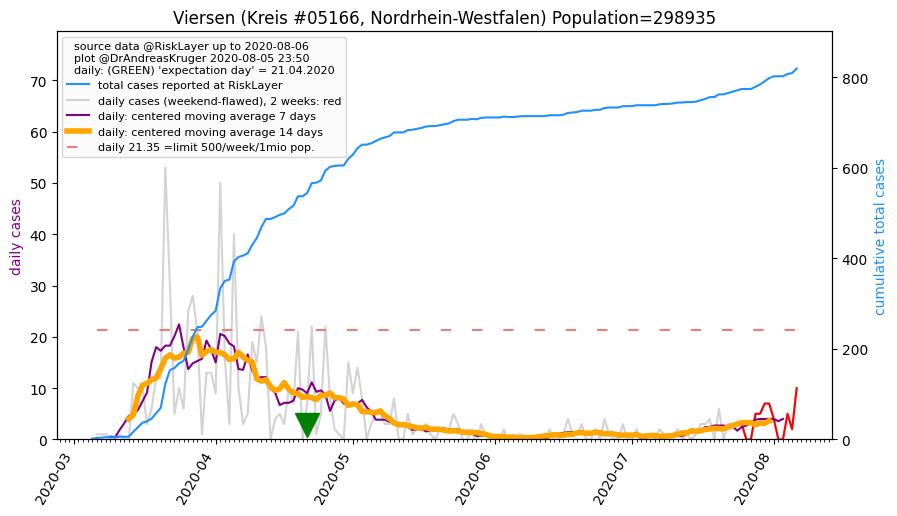 Viersen (Kreis #05166, Nordrhein-Westfalen) Population=298935
source data @RiskLayer up to 2020-08-06
plot @DrAndreasKruger 2020-08-05 23:50
daily: (GREEN) 'expectation day' = 21.04.2020
total cases reported at RiskLayer
daily cases (weekend-flawed), 2 weeks: red
daily: centered moving average 7 days
daily: centered moving average 14 days
daily 21.35 =limit 500/week/1mio pop.
daily cases
70
60
50
40
30
20
10
0
cumulative total cases
800
600
400
200
0
2020-03
2020-04
2020-05
2020-06
2020-07
2020-08